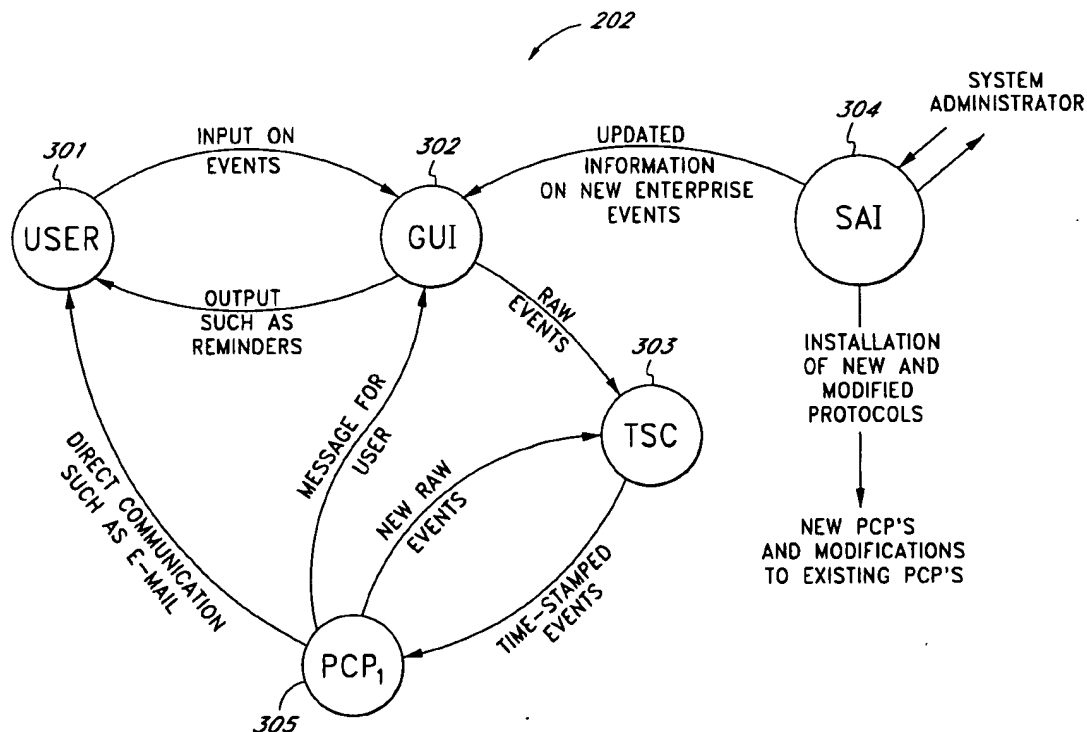 202
SYSTEM
ADMINISTRATOR
304
SAI
UPDATED
INFORMATION
ON NEW ENTERPRISE
EVENTS
301
USER
INPUT ON
EVENTS
302
GUI
OUTPUT
SUCH AS
REMINDERS
RAW
EVENTS
303
TSC
INSTALLATION
OF NEW AND
MODIFIED
PROTOCOLS
NEW PCP'S
AND MODIFICATIONS
TO EXISTING PCP'S
MESSAGE FOR
USER
NEW RAW
EVENTS
TIME-STAMPED
EVENTS
DIRECT COMMUNICATION
SUCH AS E-MAIL
PCP₁
305